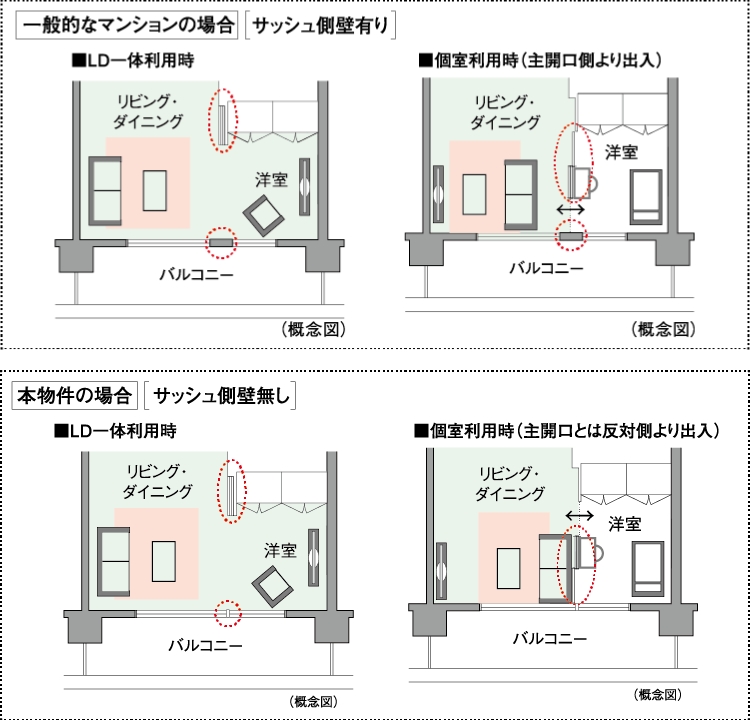 一般的なマンションの場合 [サッシュ側壁有り]
■LD一体利用時
リビング・
ダイニング
洋室
バルコニー
(概念図)
■個室利用時(主開口側より出入)
リビング・
ダイニング
洋室
バルコニー
(概念図)
本物件の場合 [サッシュ側壁無し]
■LD一体利用時
リビング・
ダイニング
洋室
バルコニー
(概念図)
■個室利用時(主開口とは反対側より出入)
リビング・
ダイニング
洋室
バルコニー
(概念図)